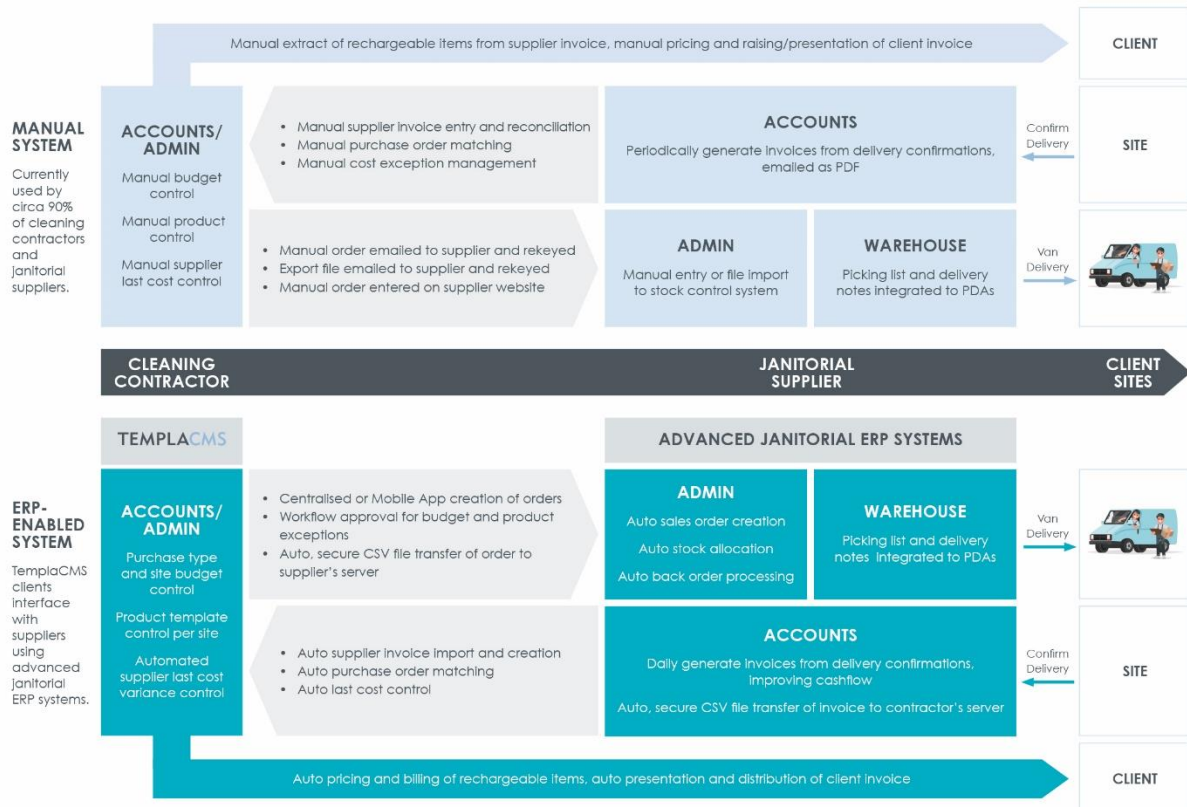 Manual extract of rechargeable items from supplier invoice, manual pricing and raising/presentation of client invoice
CLIENT
MANUAL
SYSTEM
Currently
used by
circa 90%
of cleaning
contractors
and
janitorial
suppliers.
ACCOUNTS/
ADMIN
Manual budget
control
Manual product
control
Manual supplier
last cost control
• Manual supplier invoice entry and reconciliation
• Manual purchase order matching
• Manual cost exception management
ACCOUNTS
Periodically generate invoices from delivery confirmations,
emailed as PDF
Confirm
Delivery
SITE
• Manual order emailed to supplier and rekeyed
• Export file emailed to supplier and rekeyed
• Manual order entered on supplier website
ADMIN
Manual entry or file import
to stock control system
WAREHOUSE
Picking list and delivery
notes integrated to PDAs
Van
Delivery
CLEANING
CONTRACTOR
JANITORIAL
SUPPLIER
CLIENT
SITES
TEMPLACMS
ADVANCED JANITORIAL ERP SYSTEMS
ERP-
ENABLED
SYSTEM
TemplaCMS
clients
interface
with
suppliers
using
advanced
janitorial
ERP systems.
ACCOUNTS/
ADMIN
Purchase type
and site budget
control
Product template
control per site
Automated
supplier last cost
variance control
• Centralised or Mobile App creation of orders
• Workflow approval for budget and product
exceptions
• Auto, secure CSV file transfer of order to
supplier's server
ADMIN
Auto sales order creation
Auto stock allocation
Auto back order processing
WAREHOUSE
Picking list and delivery
notes integrated to PDAs
Van
Delivery
• Auto supplier invoice import and creation
• Auto purchase order matching
• Auto last cost control
ACCOUNTS
Daily generate invoices from delivery confirmations,
improving cashflow
Auto, secure CSV file transfer of invoice to contractor's server
Confirm
Delivery
SITE
Auto pricing and billing of rechargeable items, auto presentation and distribution of client invoice
CLIENT